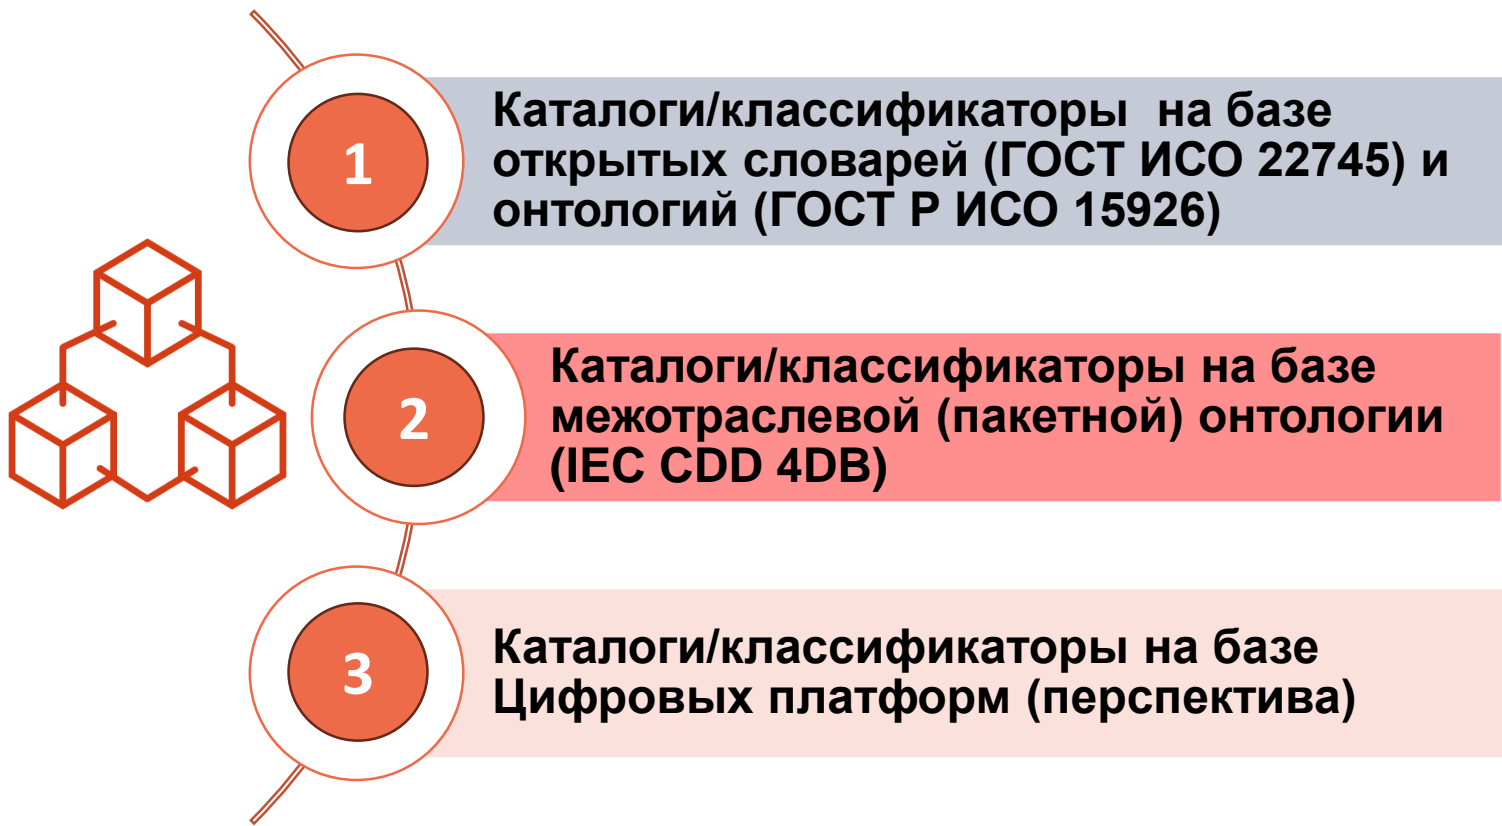 1
Каталоги/классификаторы на базе
открытых словарей (ГОСТ ИСО 22745) и
онтологий (ГОСТ Р ИСО 15926)
2
Каталоги/классификаторы на базе
межотраслевой (пакетной) онтологии
(IEC CDD 4DB)
3
Каталоги/классификаторы на базе
Цифровых платформ (перспектива)